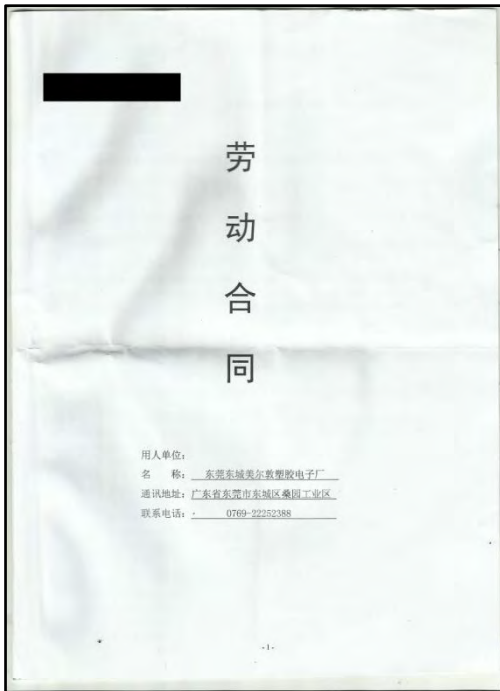 劳
动
合
同
用人单位:
名 称: 东莞东城美尔敦塑胶电子厂
通讯地址: 广东省东莞市东城区桑园工业区
联系电话: 0769-22252388
-1-